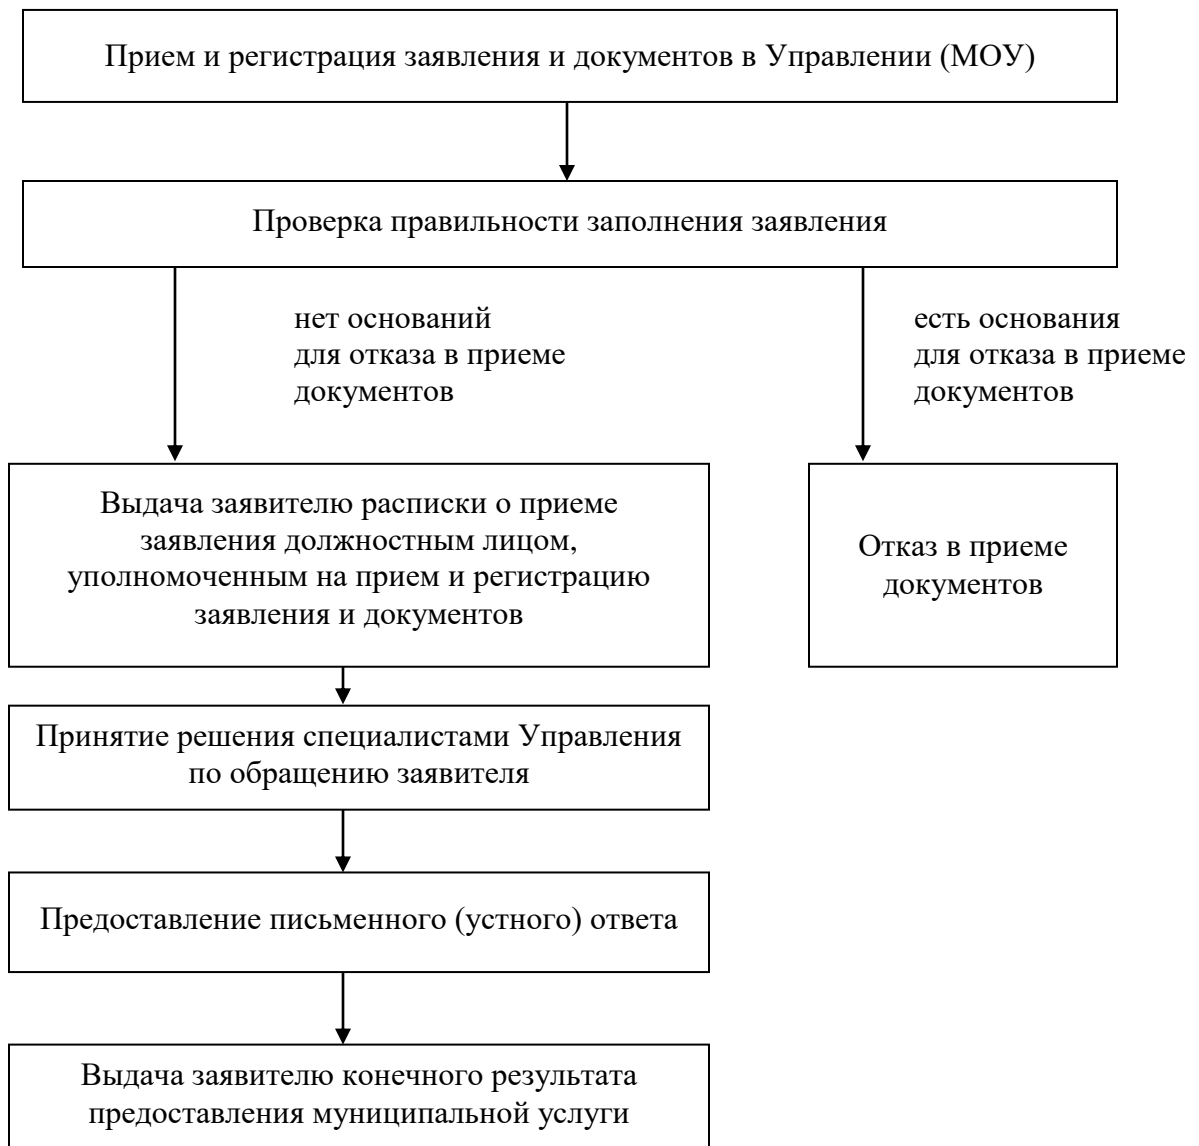 Прием и регистрация заявления и документов в Управлении (МОУ)
Проверка правильности заполнения заявления
нет оснований
для отказа в приеме
документов
есть основания
для отказа в приеме
документов
Выдача заявителю расписки о приеме
заявления должностным лицом,
уполномоченным на прием и регистрацию
заявления и документов
Отказ в приеме
документов
Принятие решения специалистами Управления
по обращению заявителя
Предоставление письменного (устного) ответа
Выдача заявителю конечного результата
предоставления муниципальной услуги